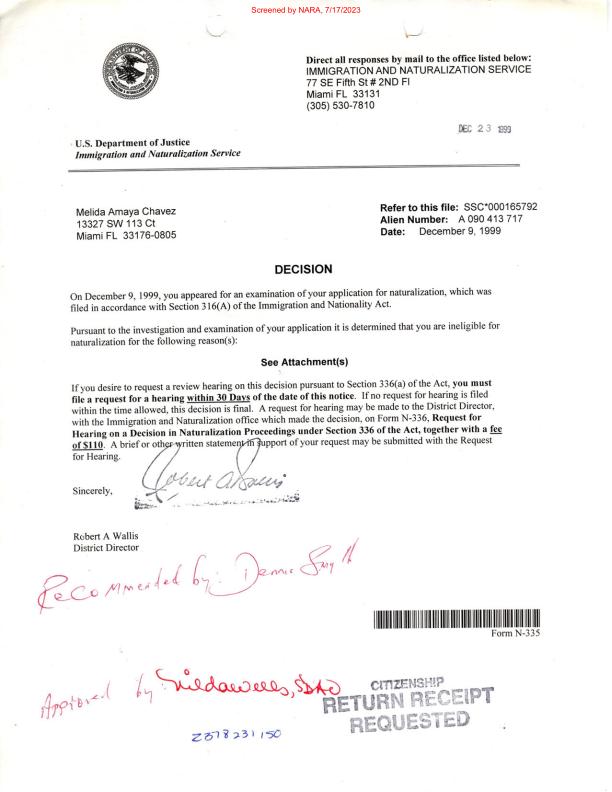 Screened by NARA, 7/17/2023
Direct all responses by mail to the office listed below:
IMMIGRATION AND NATURALIZATION SERVICE
77 SE Fifth St # 2ND Fl
Miami FL 33131
(305) 530-7810
DEC 23 1999
U.S. Department of Justice
Immigration and Naturalization Service
Melida Amaya Chavez
13327 SW 113 Ct
Miami FL 33176-0805
Refer to this file: SSC*000165792
Alien Number: A 090 413 717
Date: December 9, 1999
DECISION
On December 9, 1999, you appeared for an examination of your application for naturalization, which was
filed in accordance with Section 316(A) of the Immigration and Nationality Act.
Pursuant to the investigation and examination of your application it is determined that you are ineligible for
naturalization for the following reason(s):
See Attachment(s)
If you desire to request a review hearing on this decision pursuant to Section 336(a) of the Act, you must
file a request for a hearing within 30 Days of the date of this notice. If no request for hearing is filed
within the time allowed, this decision is final. A request for hearing may be made to the District Director,
with the Immigration and Naturalization office which made the decision, on Form N-336, Request for
Hearing on a Decision in Naturalization Proceedings under Section 336 of the Act, together with a fee
of $110. A brief or other written statement in support of your request may be submitted with the Request
for Hearing.
Sincerely,
Robert A Wallis
District Director
Recommended by: Dennis
Form N-335
Approved by
CITIZENSHIP
RETURN RECEIPT
REQUESTED
Z378231150